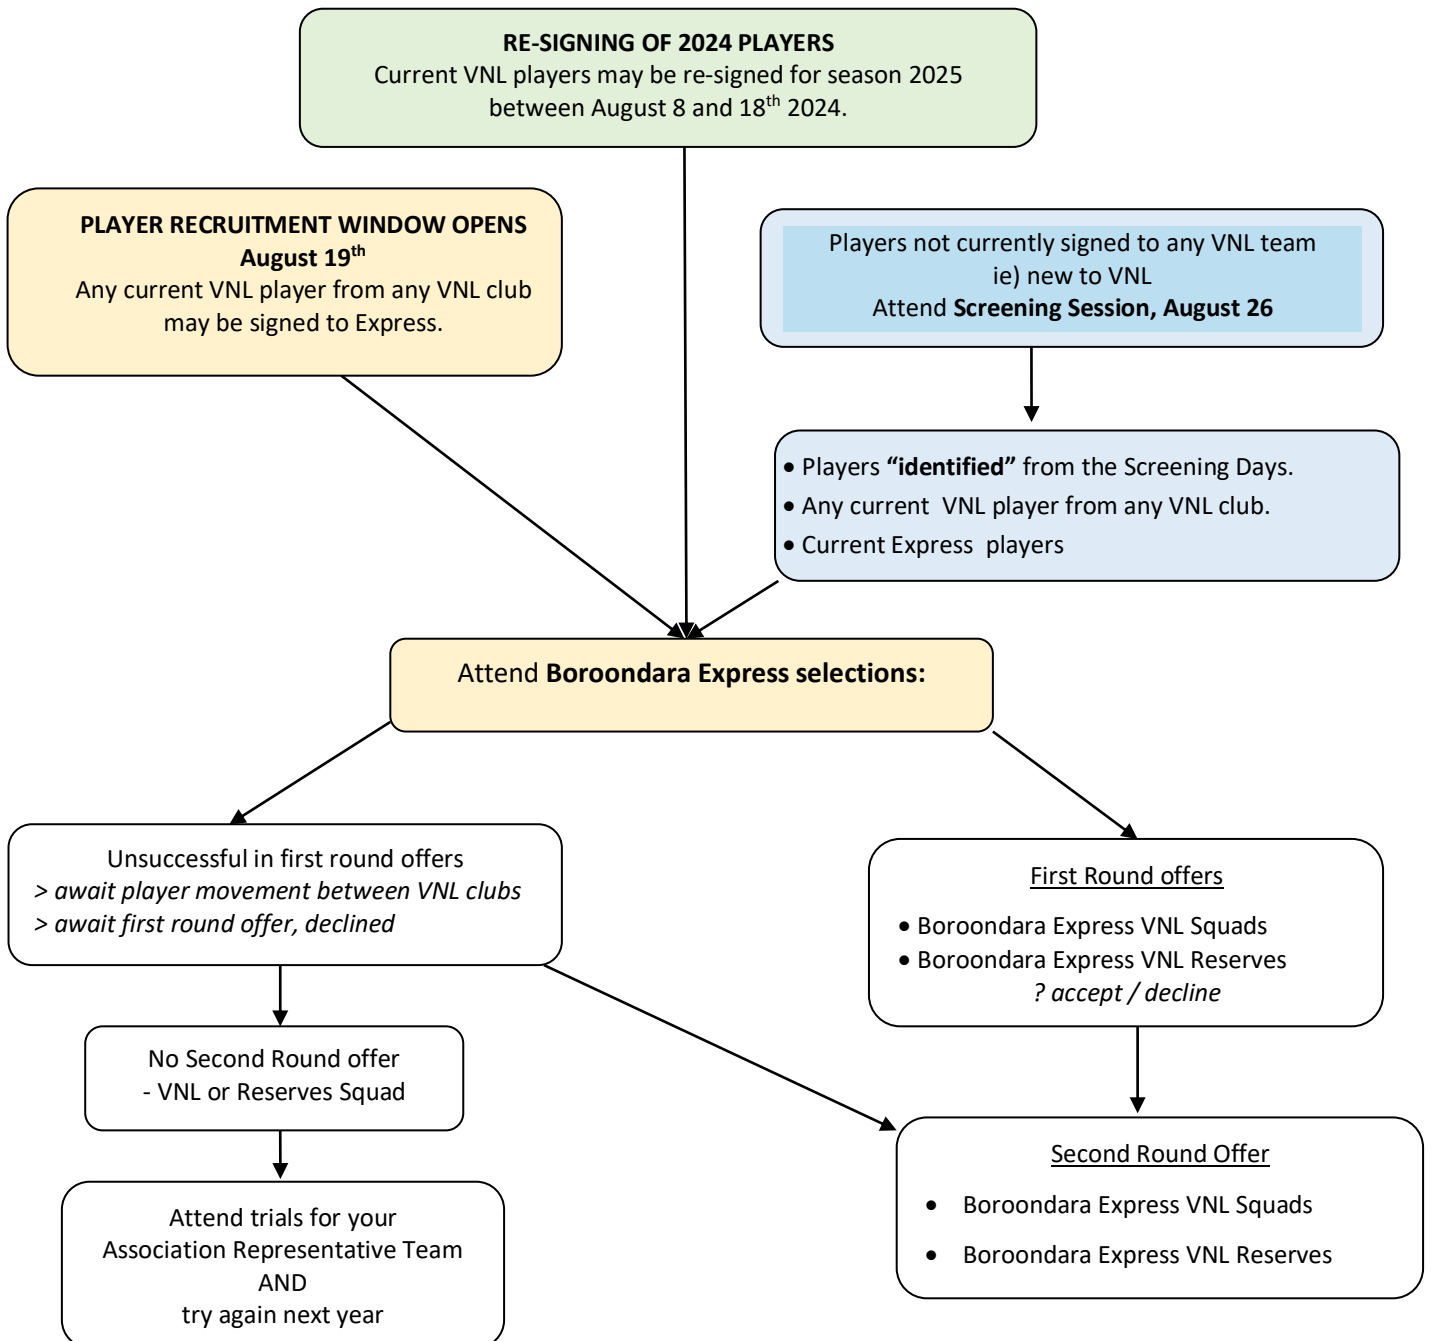 RE-SIGNING OF 2024 PLAYERS
Current VNL players may be re-signed for season 2025
between August 8 and 18th 2024.
PLAYER RECRUITMENT WINDOW OPENS
August 19th
Any current VNL player from any VNL club
may be signed to Express.
Players not currently signed to any VNL team
ie) new to VNL
Attend Screening Session, August 26
• Players “identified” from the Screening Days.
• Any current VNL player from any VNL club.
• Current Express players
Attend Boroondara Express selections:
Unsuccessful in first round offers
> await player movement between VNL clubs
> await first round offer, declined
First Round offers
• Boroondara Express VNL Squads
• Boroondara Express VNL Reserves
? accept / decline
No Second Round offer
- VNL or Reserves Squad
Second Round Offer
• Boroondara Express VNL Squads
• Boroondara Express VNL Reserves
Attend trials for your
Association Representative Team
AND
try again next year